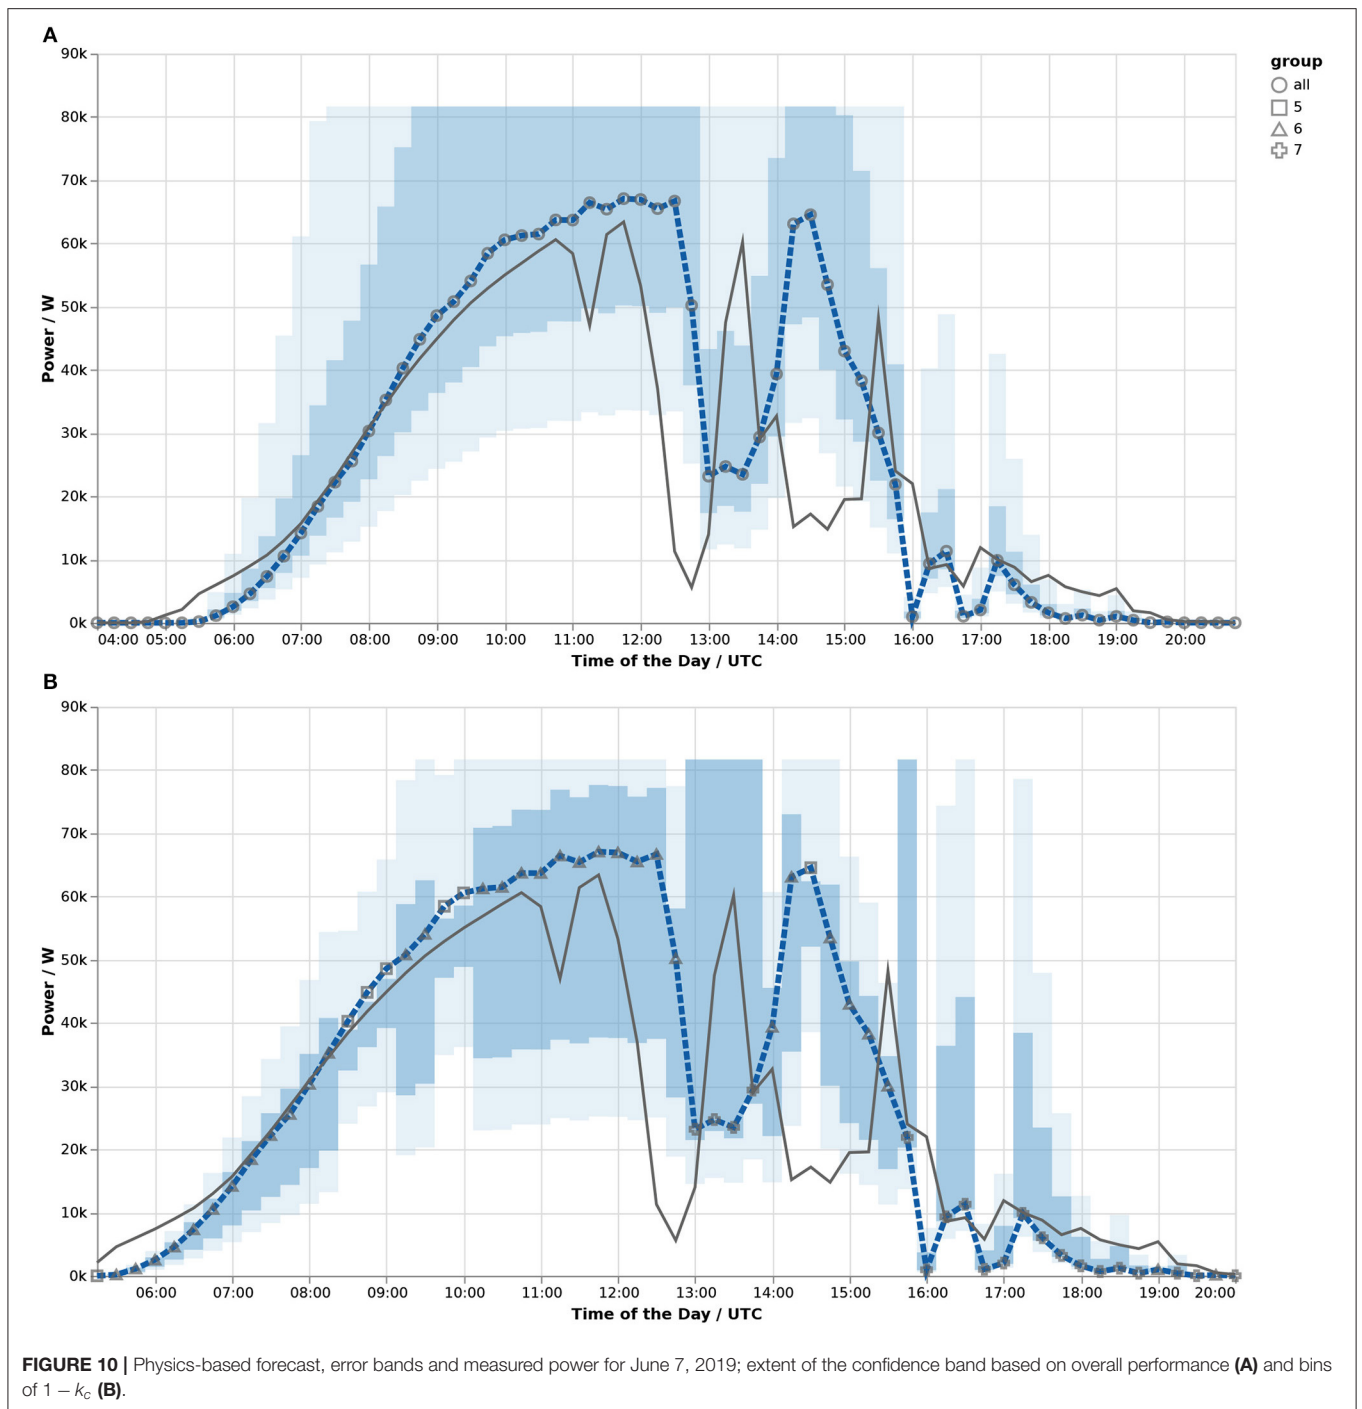 A
90k
80k
70k
60k
50k
40k
30k
20k
10k
0k
Power / W
04:00 05:00 06:00 07:00 08:00 09:00 10:00 11:00 12:00 13:00 14:00 15:00 16:00 17:00 18:00 19:00 20:00
Time of the Day / UTC
group
all
5
6
7
B
90k
80k
70k
60k
50k
40k
30k
20k
10k
0k
Power / W
06:00 07:00 08:00 09:00 10:00 11:00 12:00 13:00 14:00 15:00 16:00 17:00 18:00 19:00 20:00
Time of the Day / UTC
FIGURE 10 | Physics-based forecast, error bands and measured power for June 7, 2019; extent of the confidence band based on overall performance (A) and bins
of 1 − kc (B).